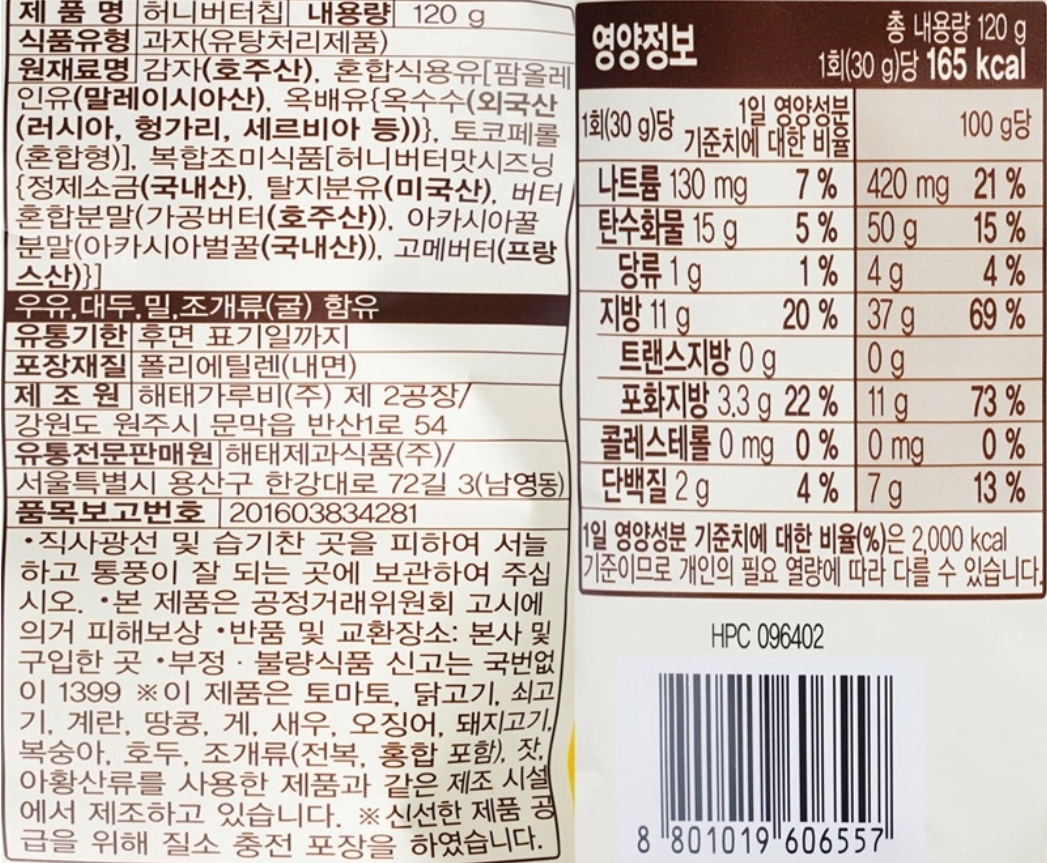 제 품 명 허니버터칩 내용량 120 g
식품유형 과자(유탕처리제품)
원재료명 감자(호주산), 혼합식용유[팜올레
인유(말레이시아산), 옥배유{옥수수(외국산
(러시아, 헝가리, 세르비아 등))}, 토코페롤
(혼합형)], 복합조미식품[허니버터맛시즈닝
{정제소금(국내산), 탈지분유(미국산), 버터
혼합분말(가공버터(호주산)), 아카시아꿀
분말(아카시아벌꿀(국내산)), 고메버터(프랑
스산)}]
우유,대두,밀,조개류(굴) 함유
유통기한 후면 표기일까지
포장재질 폴리에틸렌(내면)
제 조 원 해태가루비(주) 제 2공장/
강원도 원주시 문막읍 반산1로 54
유통전문판매원 해태제과식품(주)/
서울특별시 용산구 한강대로 72길 3(남영동)
품목보고번호 201603834281
•직사광선 및 습기찬 곳을 피하여 서늘
하고 통풍이 잘 되는 곳에 보관하여 주십
시오. •본 제품은 공정거래위원회 고시에
의거 피해보상 •반품 및 교환장소: 본사 및
구입한 곳 •부정 · 불량식품 신고는 국번없
이 1399 ※이 제품은 토마토, 닭고기, 쇠고
기, 계란, 땅콩, 게, 새우, 오징어, 돼지고기,
복숭아, 호두, 조개류(전복, 홍합 포함), 잣,
아황산류를 사용한 제품과 같은 제조 시설
에서 제조하고 있습니다. ※신선한 제품 공
급을 위해 질소 충전 포장을 하였습니다.
영양정보
총 내용량 120 g
1회(30 g)당 165 kcal
1회(30 g)당 1일 영양성분 기준치에 대한 비율 100 g당
나트륨 130 mg 7 % 420 mg 21 %
탄수화물 15 g 5 % 50 g 15 %
당류 1 g 1 % 4 g 4 %
지방 11 g 20 % 37 g 69 %
트랜스지방 0 g 0 g
포화지방 3.3 g 22 % 11 g 73 %
콜레스테롤 0 mg 0 % 0 mg 0 %
단백질 2 g 4 % 7 g 13 %
1일 영양성분 기준치에 대한 비율(%)은 2,000 kcal
기준이므로 개인의 필요 열량에 따라 다를 수 있습니다.
HPC 096402
8 801019 606557